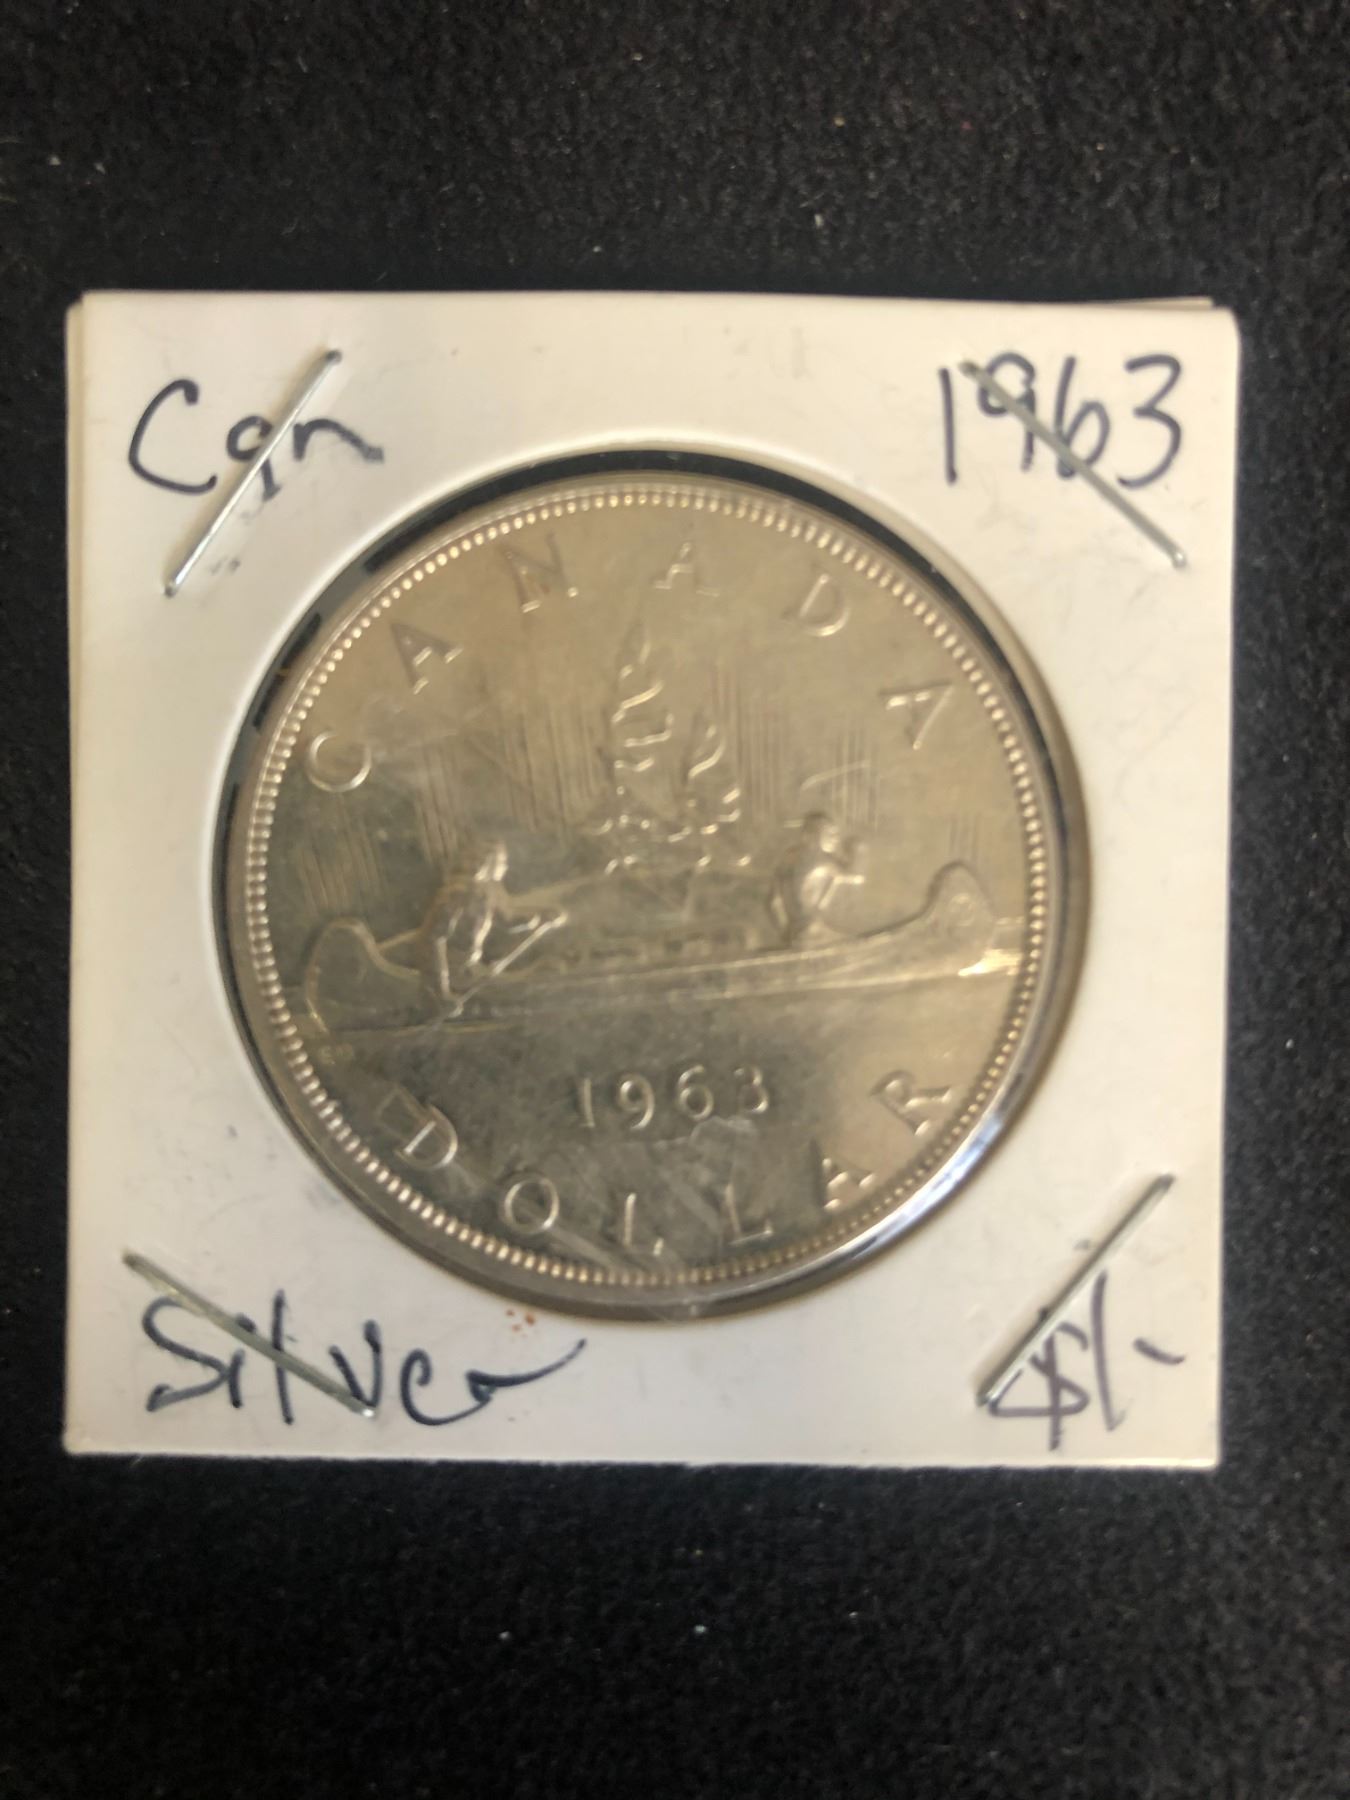 Can 1963
CANADA
1963
DOLLAR
Silver $1-